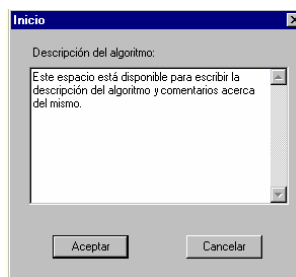 Inicio
Descripción del algoritmo:
Este espacio está disponible para escribir la
descripción del algoritmo y comentarios acerca
del mismo.
Aceptar
Cancelar